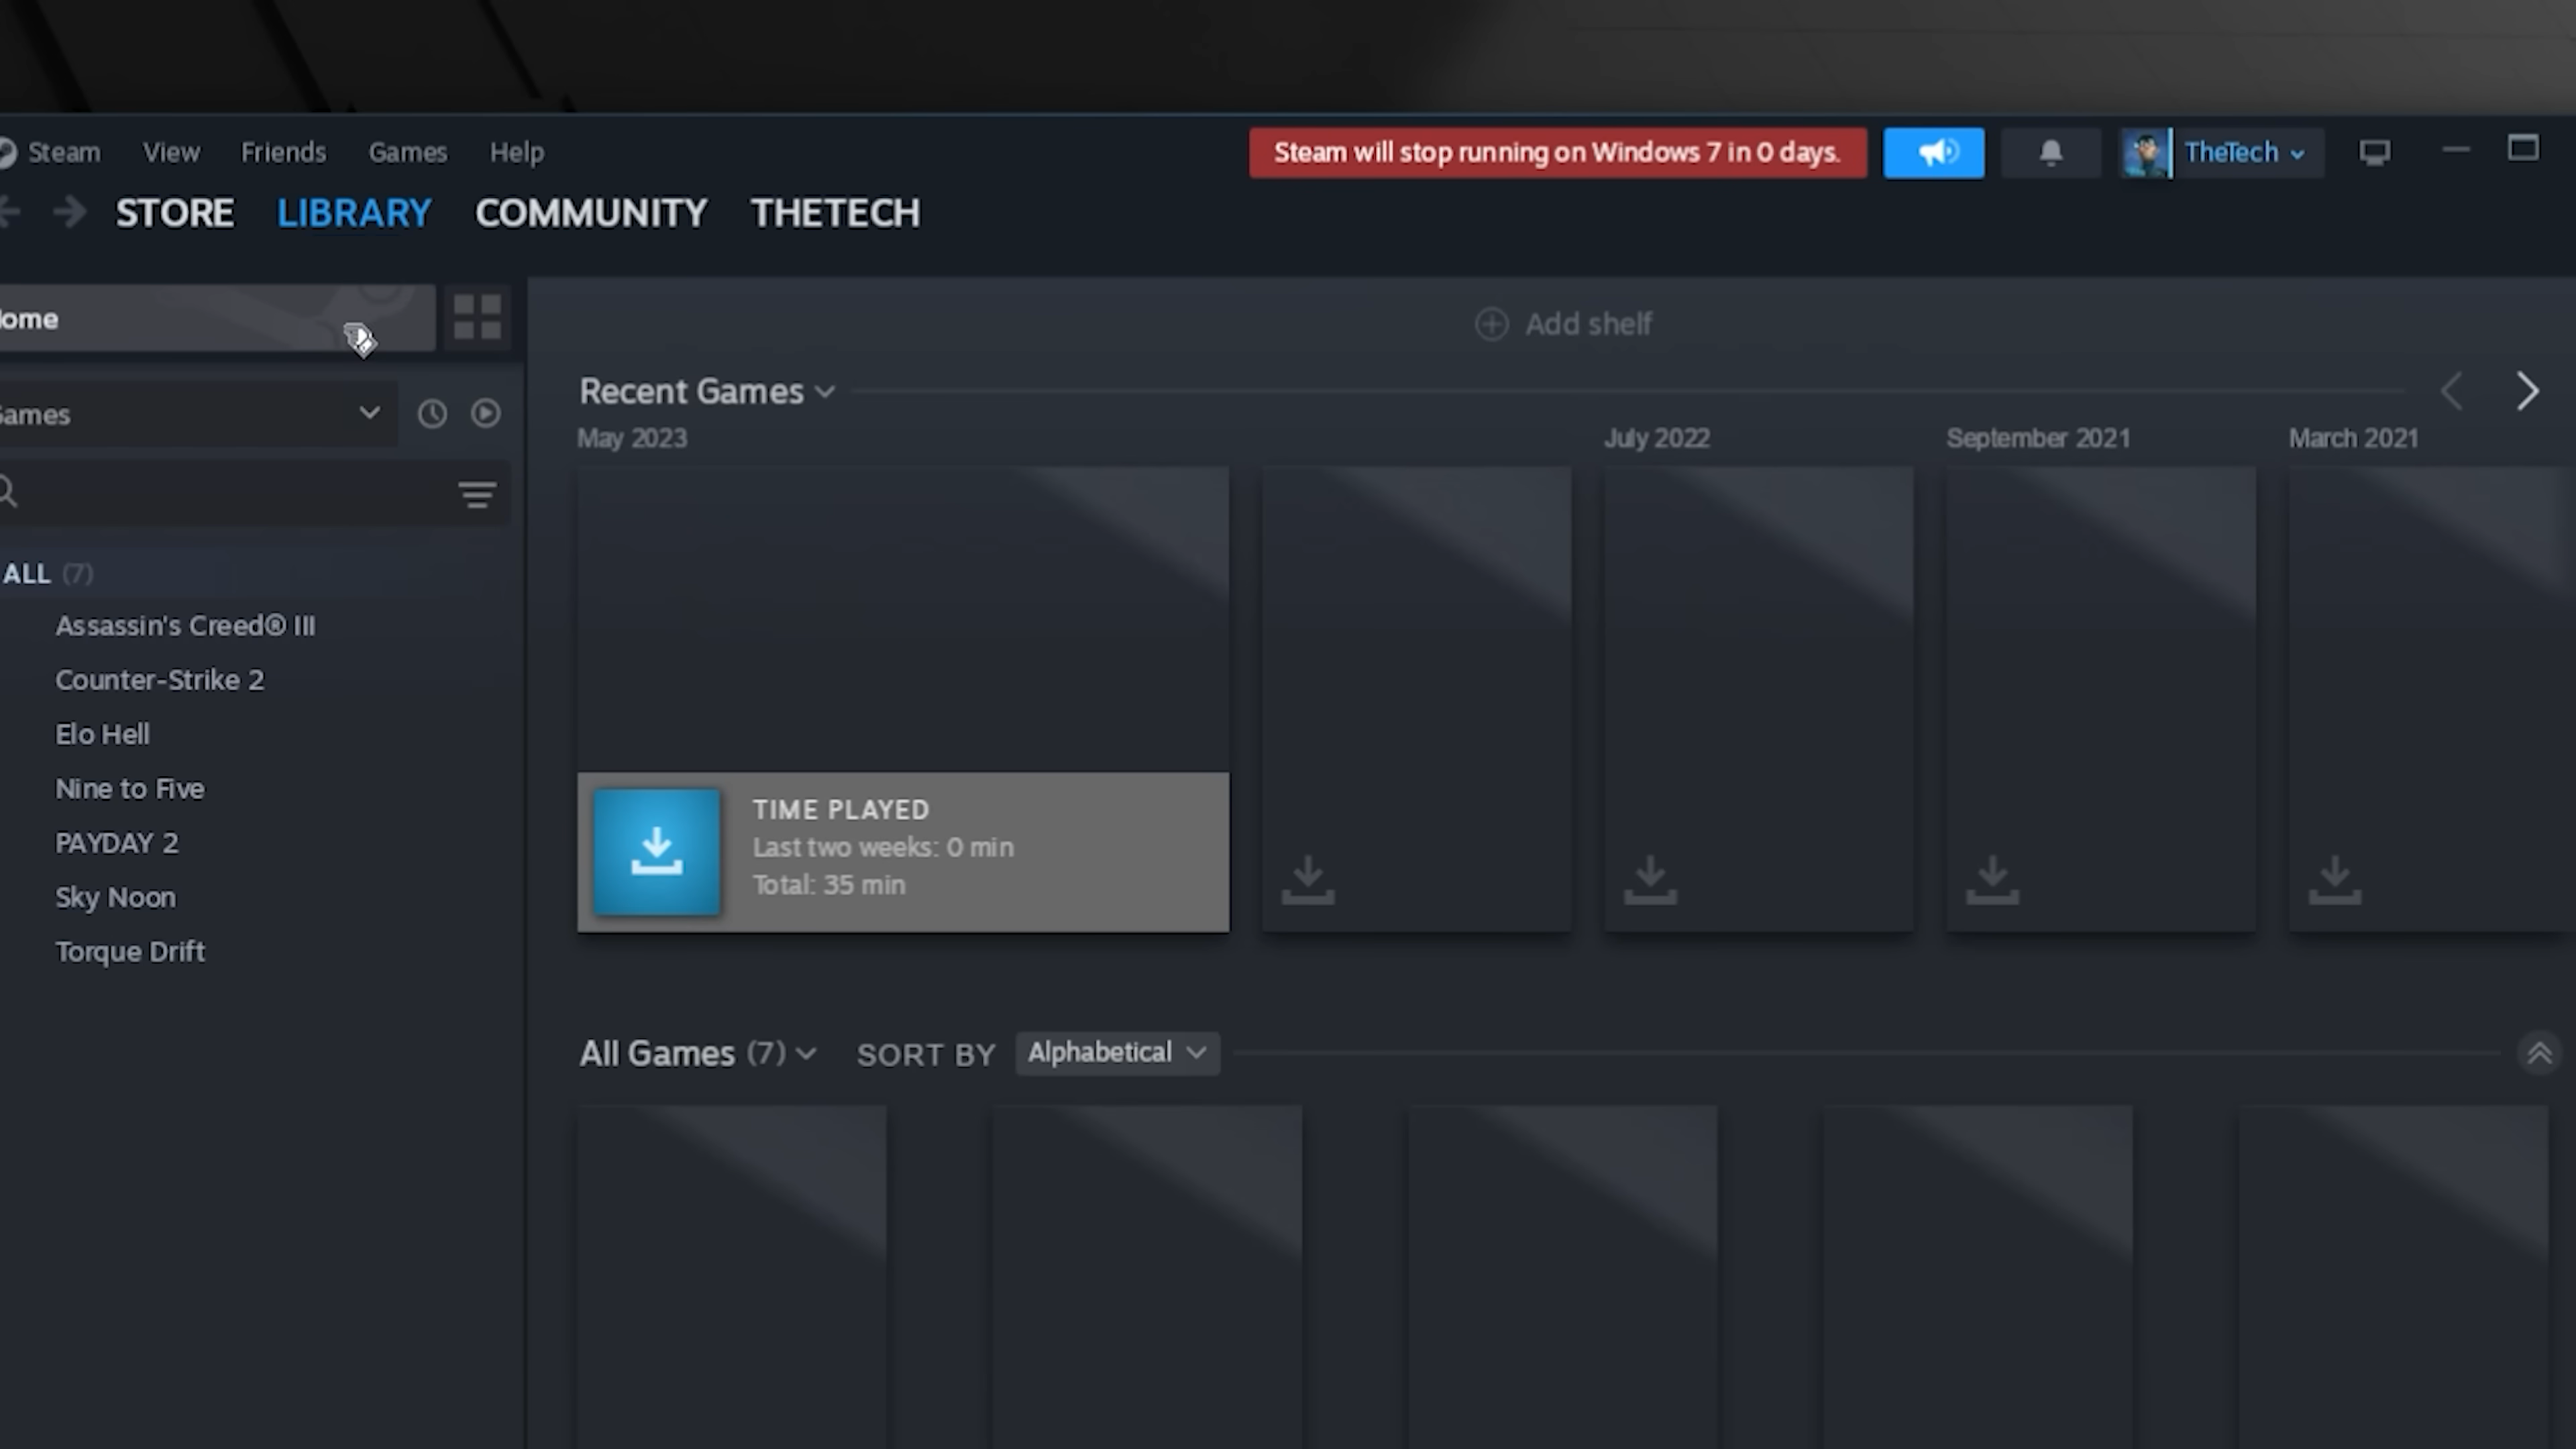 Steam View Friends Games Help
Steam will stop running on Windows 7 in 0 days.
TheTech
STORE LIBRARY COMMUNITY THETECH
ome
Games
Add shelf
Recent Games
May 2023
July 2022
September 2021
March 2021
ALL (7)
Assassin's Creed® III
Counter-Strike 2
Elo Hell
Nine to Five
PAYDAY 2
Sky Noon
Torque Drift
TIME PLAYED
Last two weeks: 0 min
Total: 35 min
All Games (7) SORT BY Alphabetical